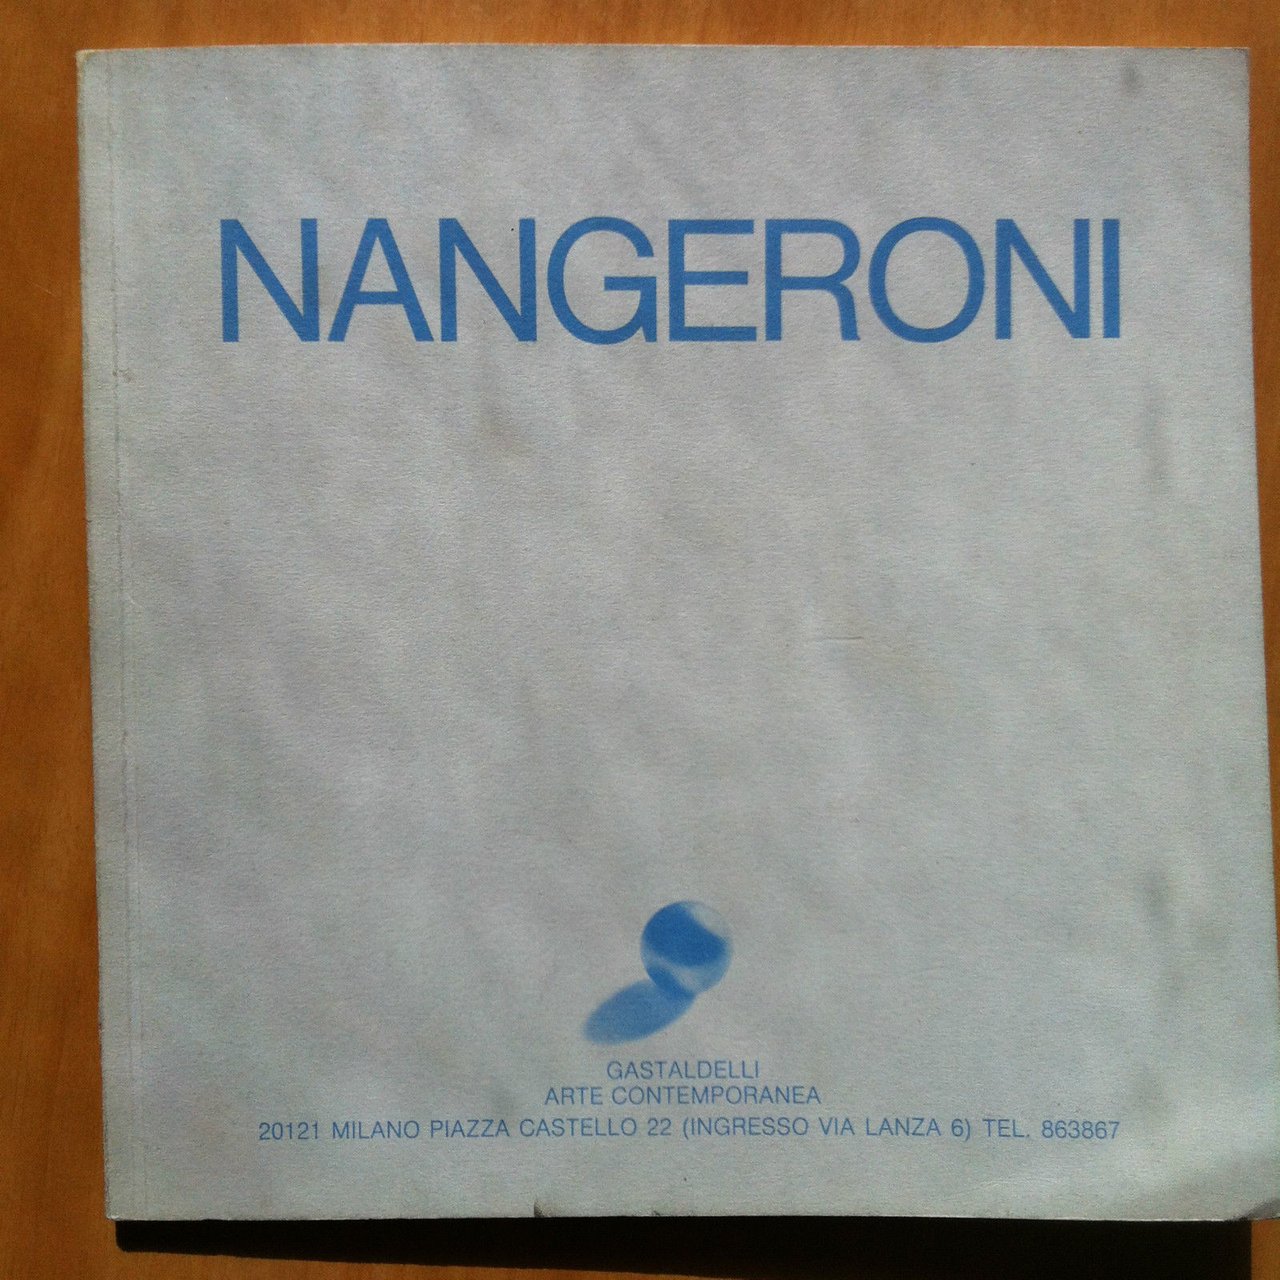 NANGERONI
GASTALDELLI
ARTE CONTEMPORANEA
20121 MILANO PIAZZA CASTELLO 22 (INGRESSO VIA LANZA 6) TEL. 863867